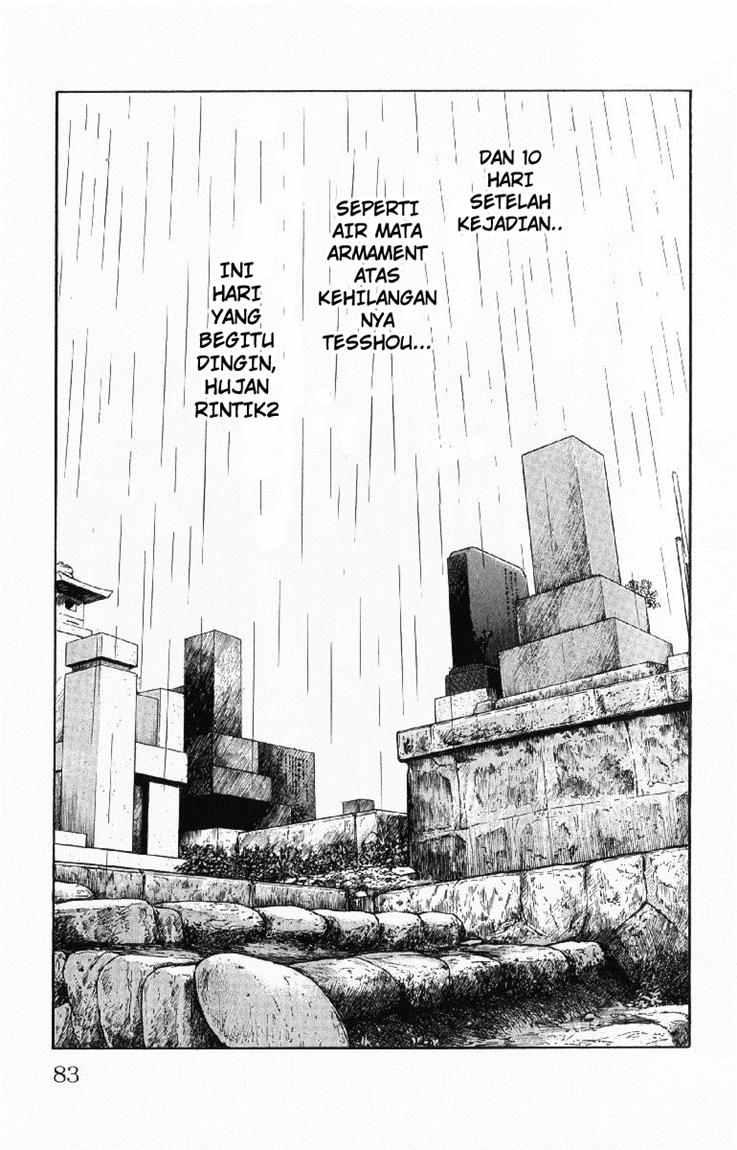 DAN 10
HARI
SETELAH
KEJADIAN..
SEPERTI
AIR MATA
ARMAMENT
ATAS
KEHILANGAN
NYA
TESSHOU...
INI
HARI
YANG
BEGITU
DINGIN,
HUJAN
RINTIK2
83